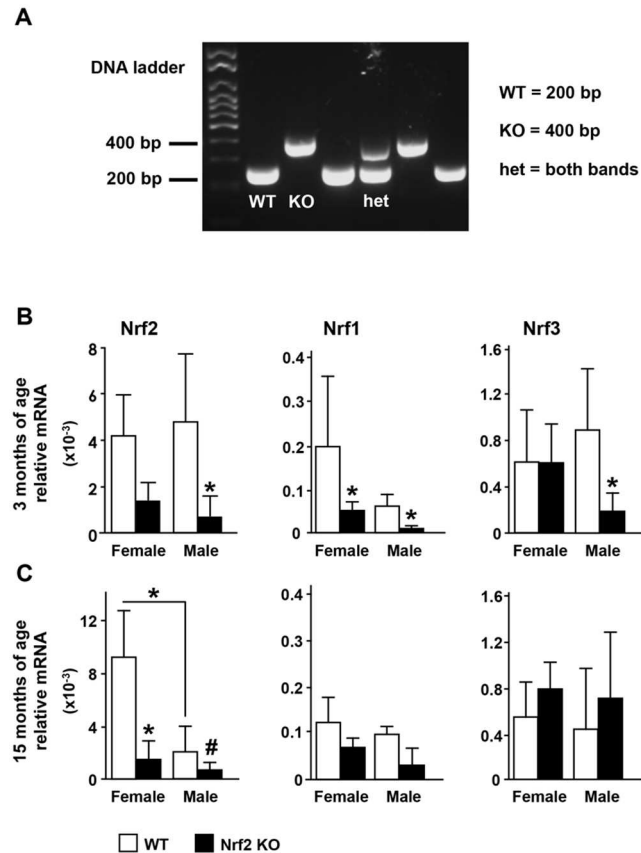 A
DNA ladder
400 bp
200 bp
WT KO het
WT = 200 bp
KO = 400 bp
het = both bands
B
Nrf2 Nrf1 Nrf3
3 months of age
relative mRNA
(x10-³)
8
6
4
2
0
* Female Male
0.4
0.3
0.2
0.1
0
* * Female Male
1.6
1.2
0.8
0.4
0
* Female Male
C
15 months of age
relative mRNA
(x10-³)
12
9
6
3
0
* * # Female Male
0.4
0.3
0.2
0.1
0
Female Male
1.6
1.2
0.8
0.4
0
Female Male
WT Nrf2 KO